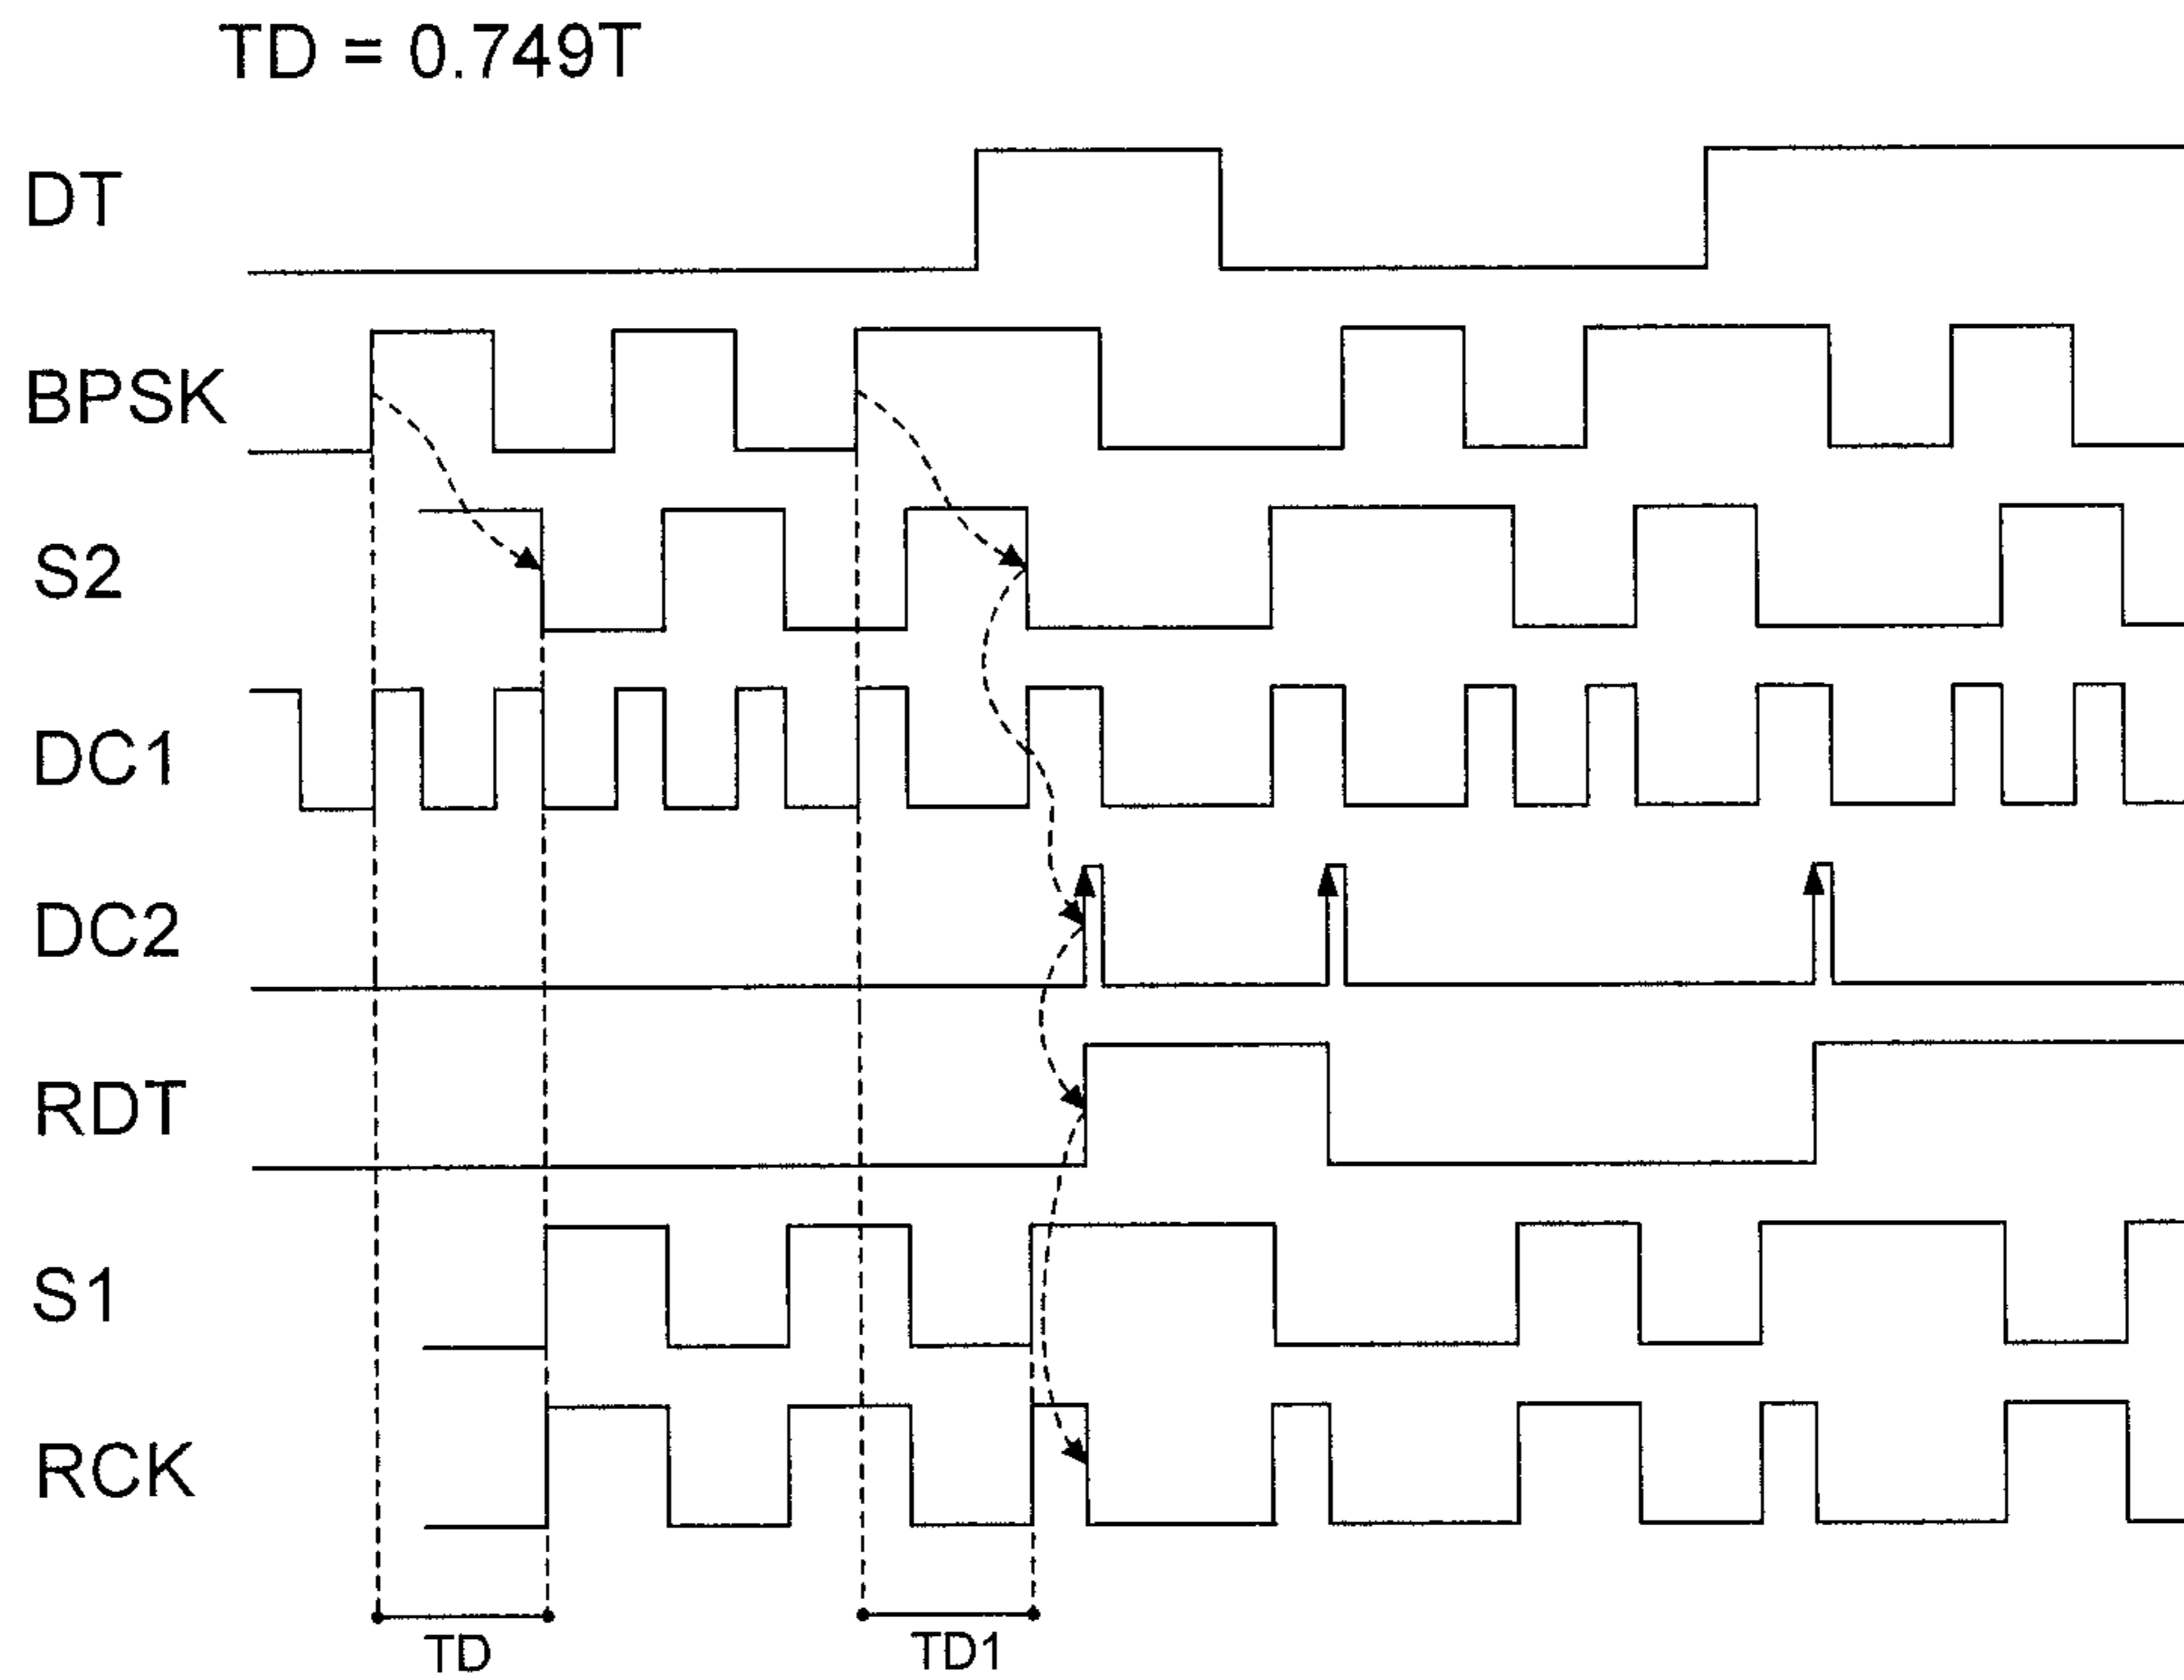 TD = 0.749T
DT
BPSK
S2
DC1
DC2
RDT
S1
RCK
TD
TD1